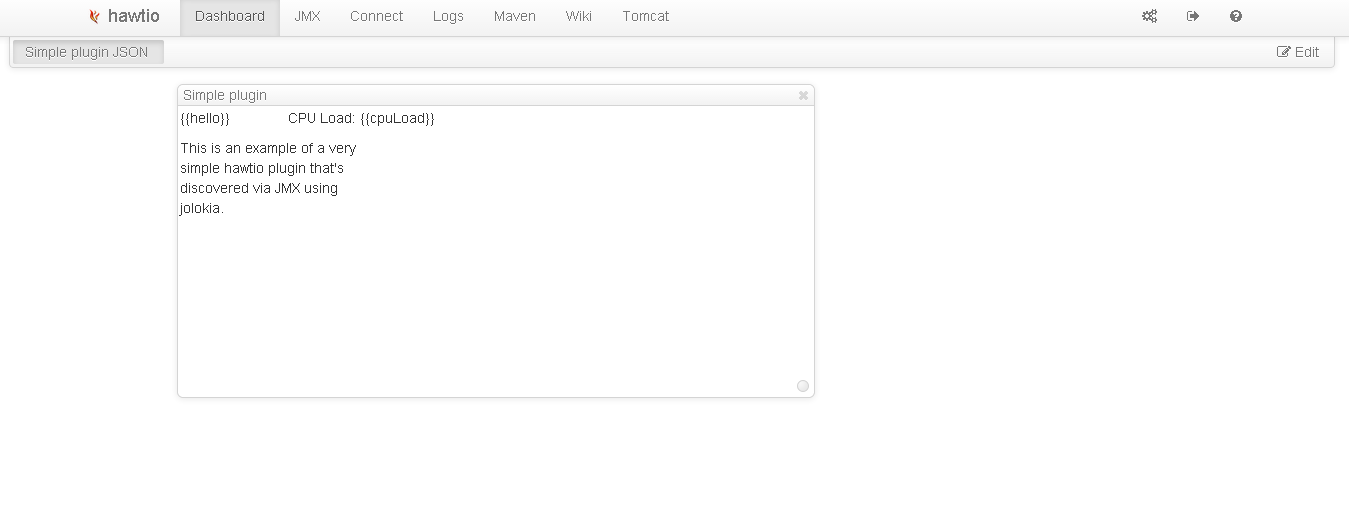 hawtio Dashboard JMX Connect Logs Maven Wiki Tomcat
Simple plugin JSON Edit
Simple plugin
{{hello}} CPU Load: {{cpuLoad}}
This is an example of a very
simple hawtio plugin that's
discovered via JMX using
jolokia.